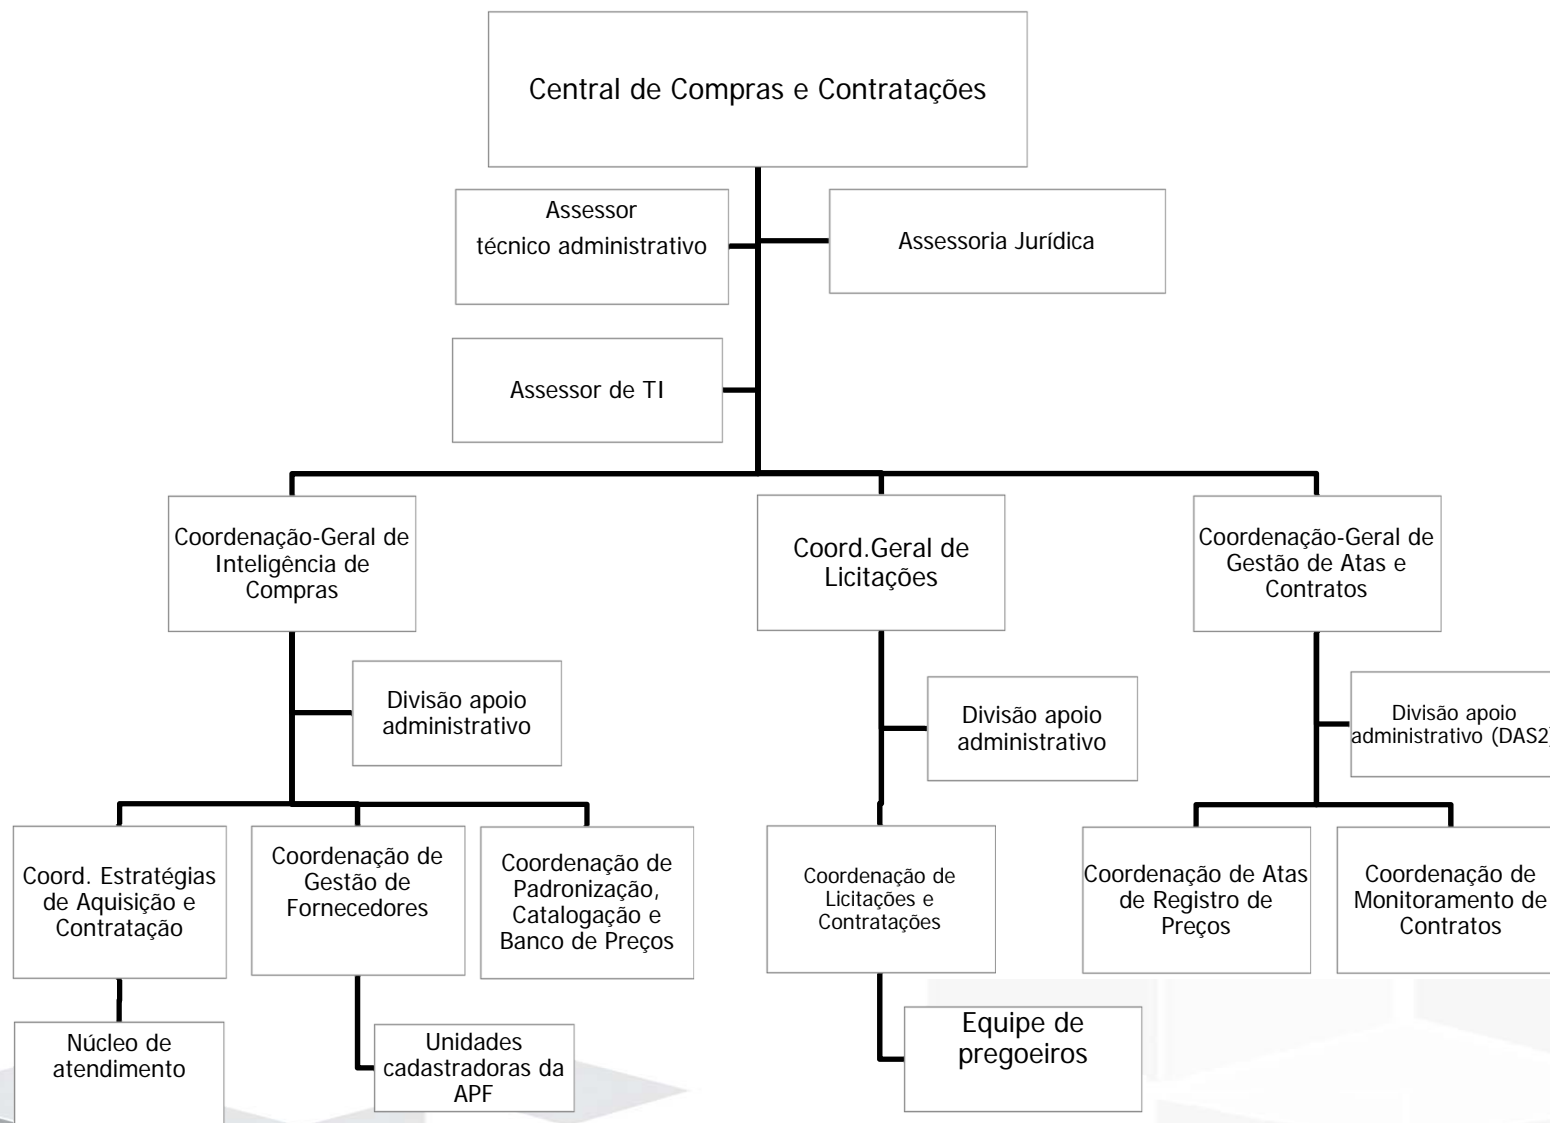 Central de Compras e Contratações
Assessor
técnico administrativo
Assessoria Jurídica
Assessor de TI
Coordenação-Geral de
Inteligência de
Compras
Coord.Geral de
Licitações
Coordenação-Geral de
Gestão de Atas e
Contratos
Divisão apoio
administrativo
Divisão apoio
administrativo
Divisão apoio
administrativo (DAS2)
Coord. Estratégias
de Aquisição e
Contratação
Coordenação de
Gestão de
Fornecedores
Coordenação de
Padronização,
Catalogação e
Banco de Preços
Coordenação de
Licitações e
Contratações
Coordenação de Atas
de Registro de
Preços
Coordenação de
Monitoramento de
Contratos
Núcleo de
atendimento
Unidades
cadastradoras da
APF
Equipe de
pregoeiros